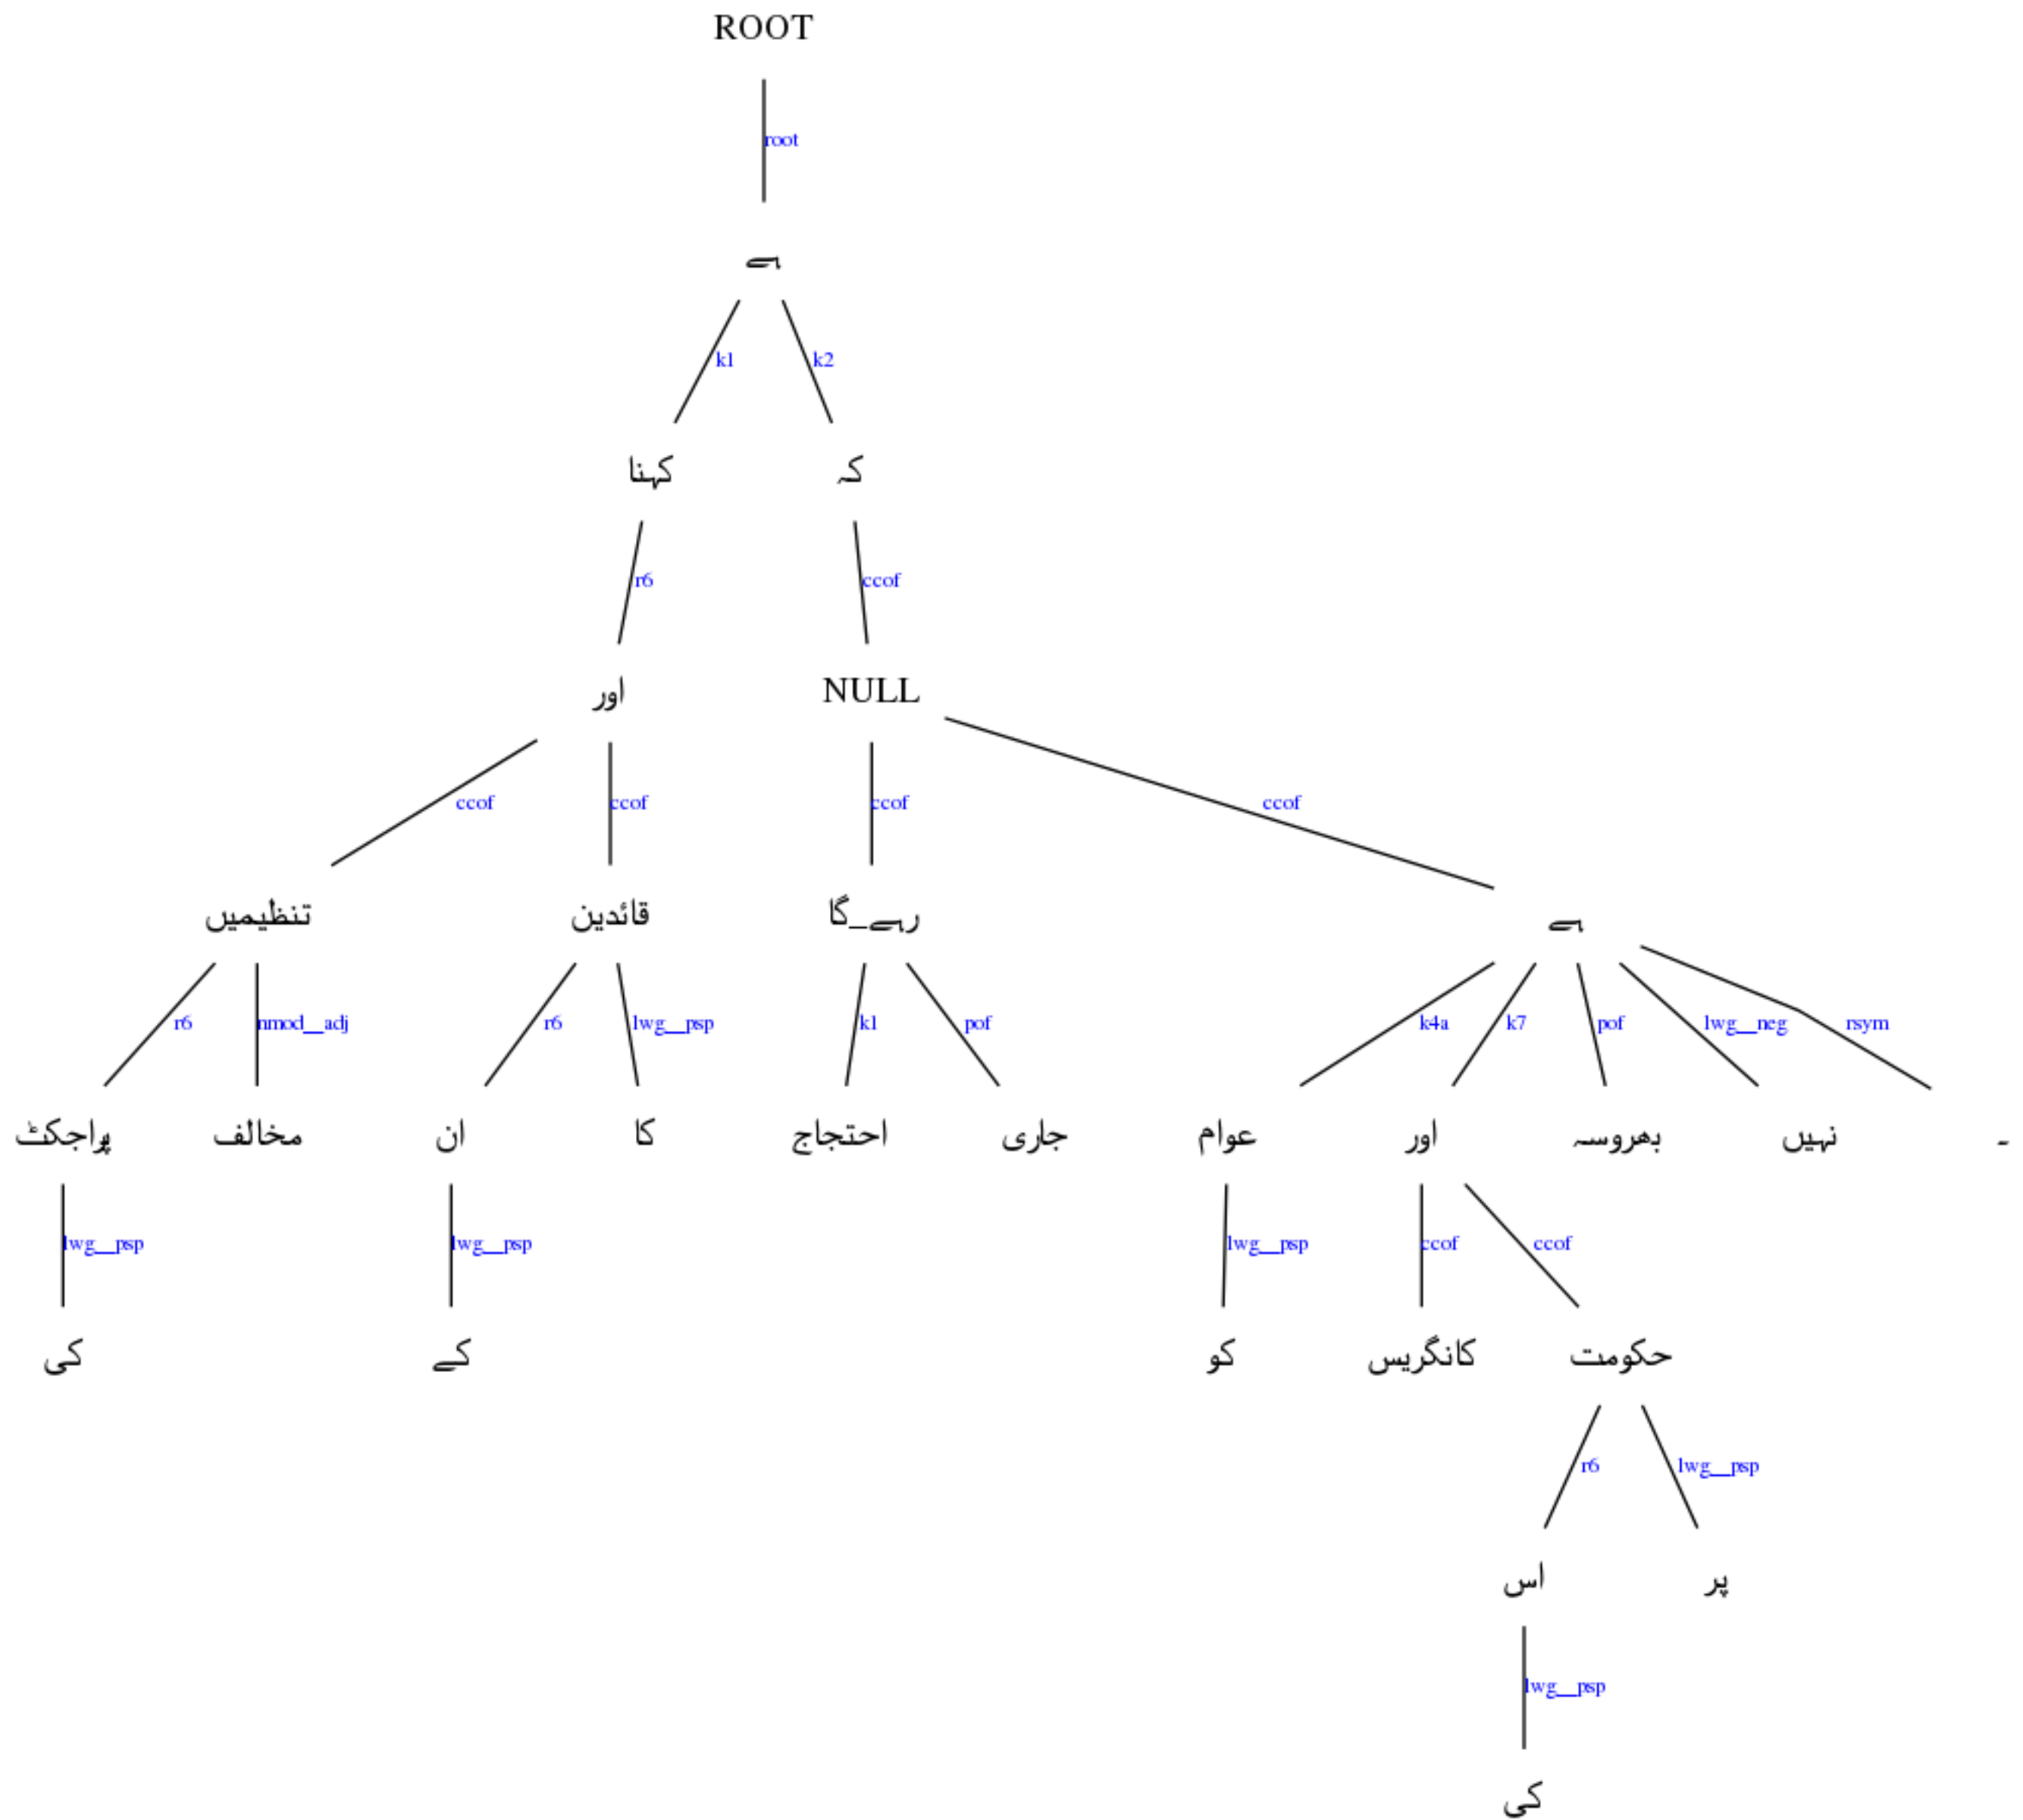 ROOT
root
ہے
k1 k2
کہنا کہ
r6 ccof
اور NULL
ccof ccof ccof ccof
تنظیمیں قائدین رہے_گا ہے
r6 nmod__adj r6 lwg__psp k1 pof k4a k7 pof lwg__neg rsym
پراجکٹ مخالف ان کا احتجاج جاری عوام اور بھروسہ نہیں ۔
lwg__psp lwg__psp lwg__psp ccof ccof
کی کے کو کانگریس حکومت
r6 lwg__psp
اس پر
lwg__psp
کی